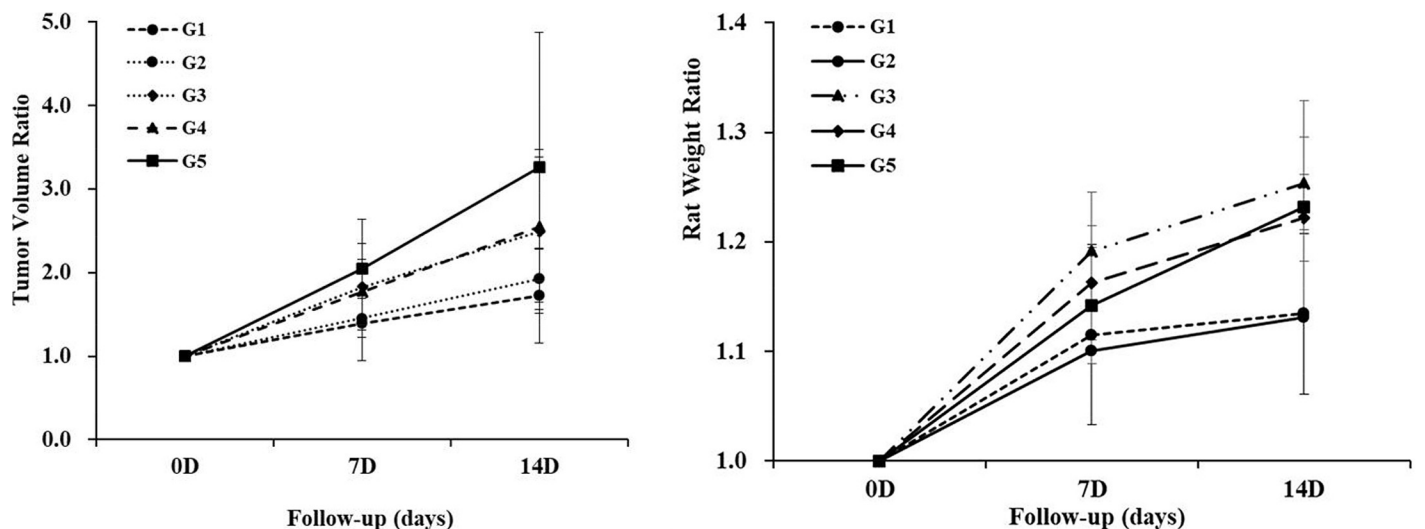 Tumor Volume Ratio
5.0
4.0
3.0
2.0
1.0
0.0
G1
G2
G3
G4
G5
0D 7D 14D
Follow-up (days)
Rat Weight Ratio
1.4
1.3
1.2
1.1
1.0
G1
G2
G3
G4
G5
0D 7D 14D
Follow-up (days)